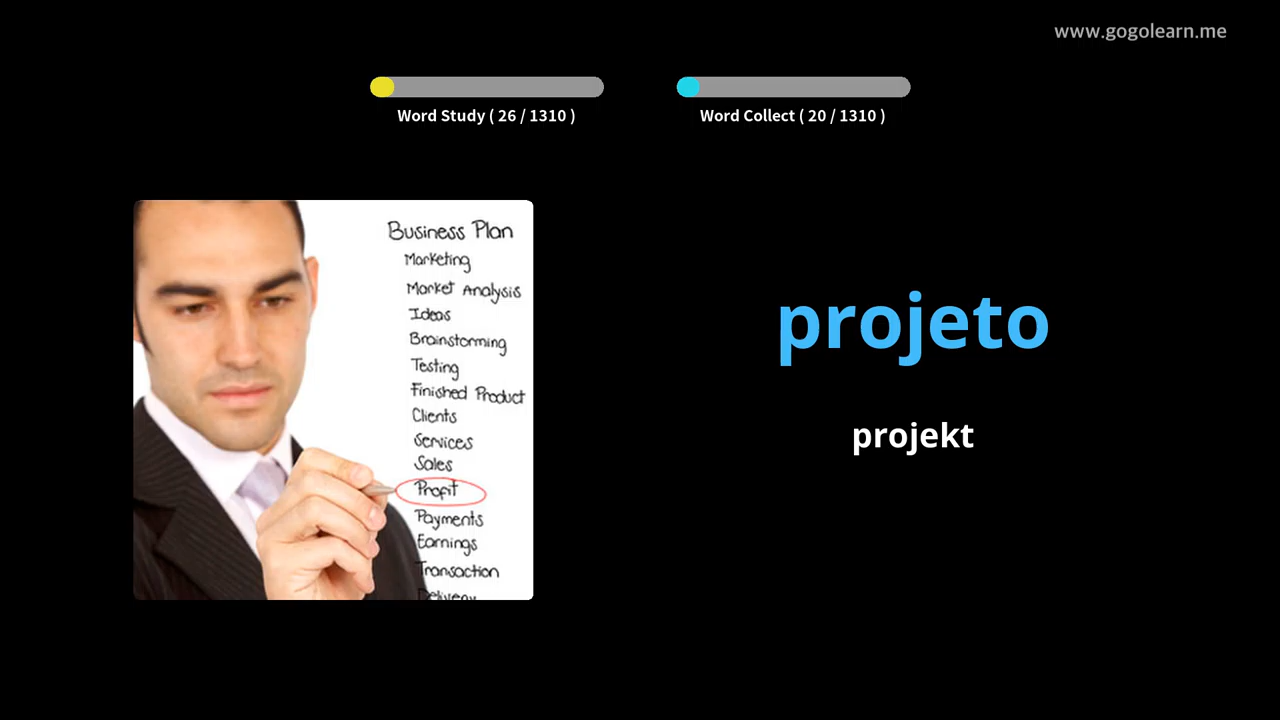 www.gogolearn.me
Word Study ( 26 / 1310 )
Word Collect ( 20 / 1310 )
Business Plan
Marketing
Market Analysis
Ideas
Brainstorming
Testing
Finished Product
Clients
Services
Sales
Profit
Payments
Earnings
Transaction
Delivery
projeto
projekt